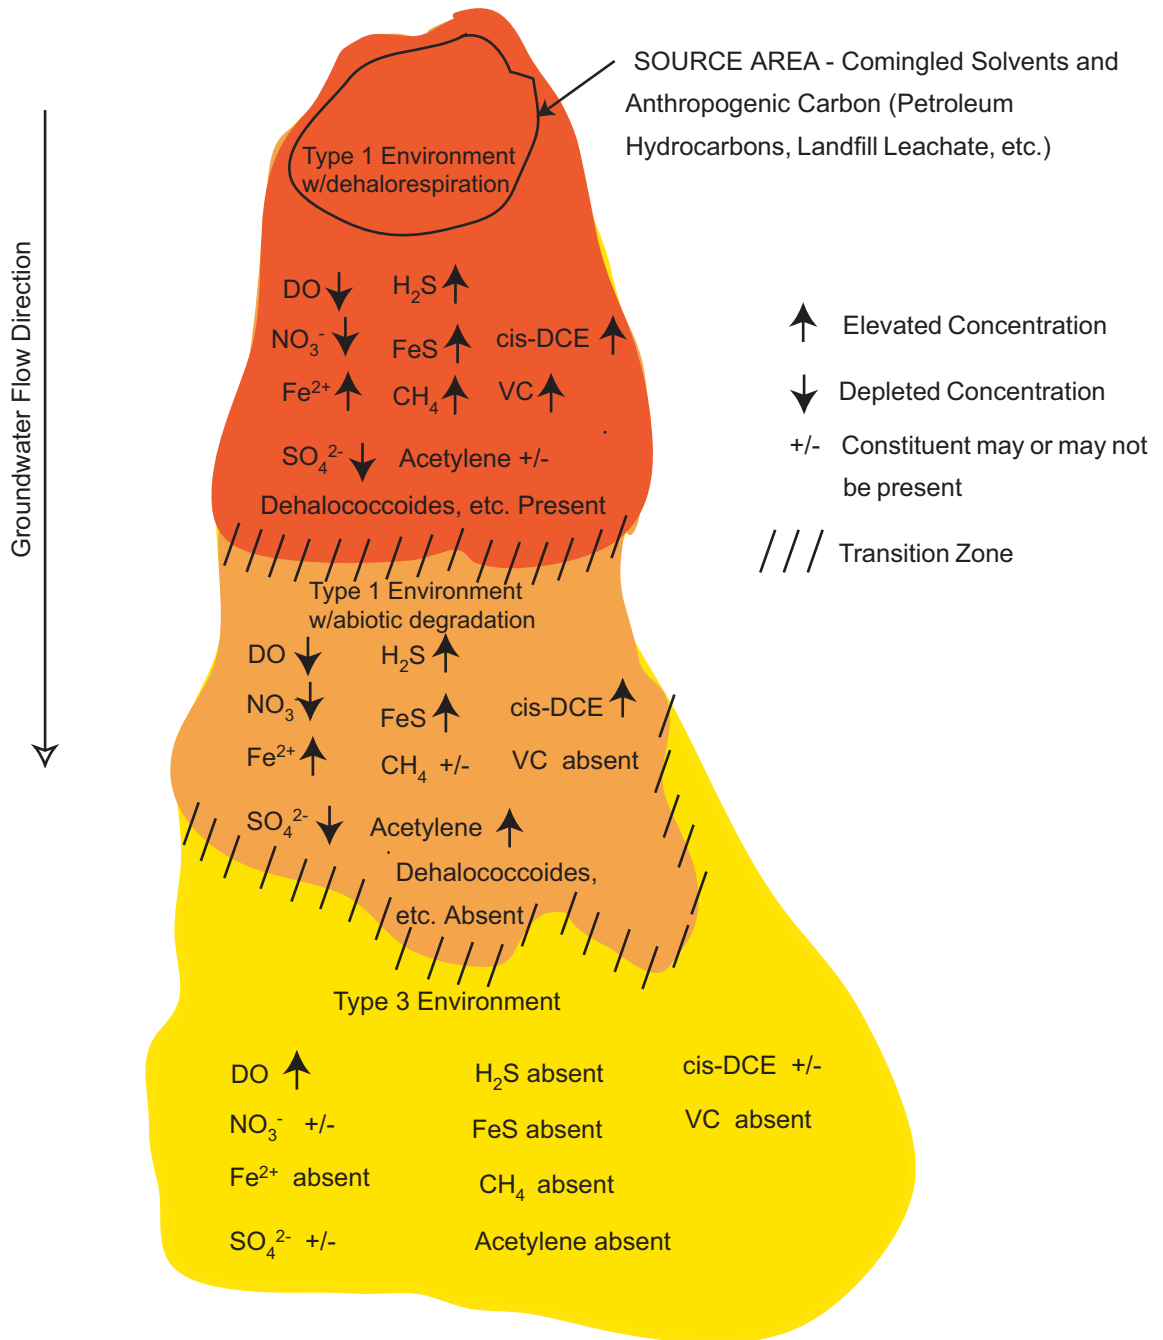 SOURCE AREA - Comingled Solvents and
Anthropogenic Carbon (Petroleum
Hydrocarbons, Landfill Leachate, etc.)
Type 1 Environment
w/dehalorespiration
Groundwater Flow Direction
DO
H₂S
NO₃⁻
FeS
cis-DCE
Fe²⁺
CH₄
VC
SO₄²⁻
Acetylene +/-
Dehalococcoides, etc. Present
Elevated Concentration
Depleted Concentration
+/- Constituent may or may not
be present
Transition Zone
Type 1 Environment
w/abiotic degradation
DO
H₂S
NO₃⁻
FeS
cis-DCE
Fe²⁺
CH₄ +/-
VC absent
SO₄²⁻
Acetylene
Dehalococcoides,
etc. Absent
Type 3 Environment
DO
H₂S absent
cis-DCE +/-
NO₃⁻ +/-
FeS absent
VC absent
Fe²⁺ absent
CH₄ absent
SO₄²⁻ +/-
Acetylene absent